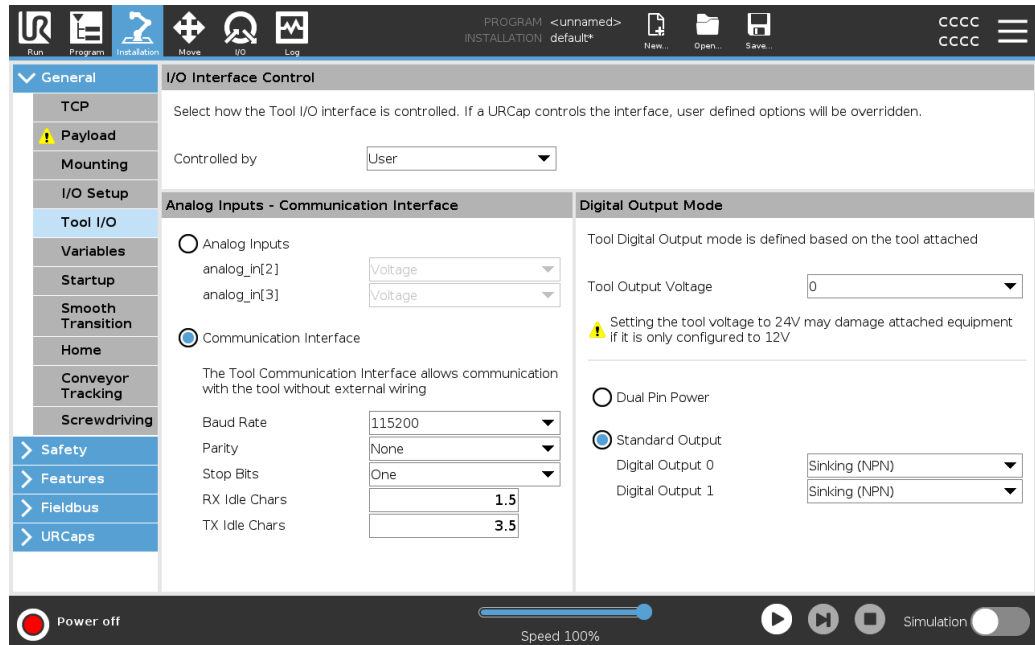 PROGRAM <unnamed>
INSTALLATION default*
Run Program Installation Move I/O Log New... Open... Save...
CCCC
CCCC
General
TCP
Payload
Mounting
I/O Setup
Tool I/O
Variables
Startup
Smooth
Transition
Home
Conveyor
Tracking
Screwdriving
Safety
Features
Fieldbus
URCaps
I/O Interface Control
Select how the Tool I/O interface is controlled. If a URCap controls the interface, user defined options will be overridden.
Controlled by User
Analog Inputs - Communication Interface
Analog Inputs
analog_in[2] Voltage
analog_in[3] Voltage
Communication Interface
The Tool Communication Interface allows communication
with the tool without external wiring
Baud Rate 115200
Parity None
Stop Bits One
RX Idle Chars 1.5
TX Idle Chars 3.5
Digital Output Mode
Tool Digital Output mode is defined based on the tool attached
Tool Output Voltage 0
Setting the tool voltage to 24V may damage attached equipment
if it is only configured to 12V
Dual Pin Power
Standard Output
Digital Output 0 Sinking (NPN)
Digital Output 1 Sinking (NPN)
Power off
Speed 100%
Simulation